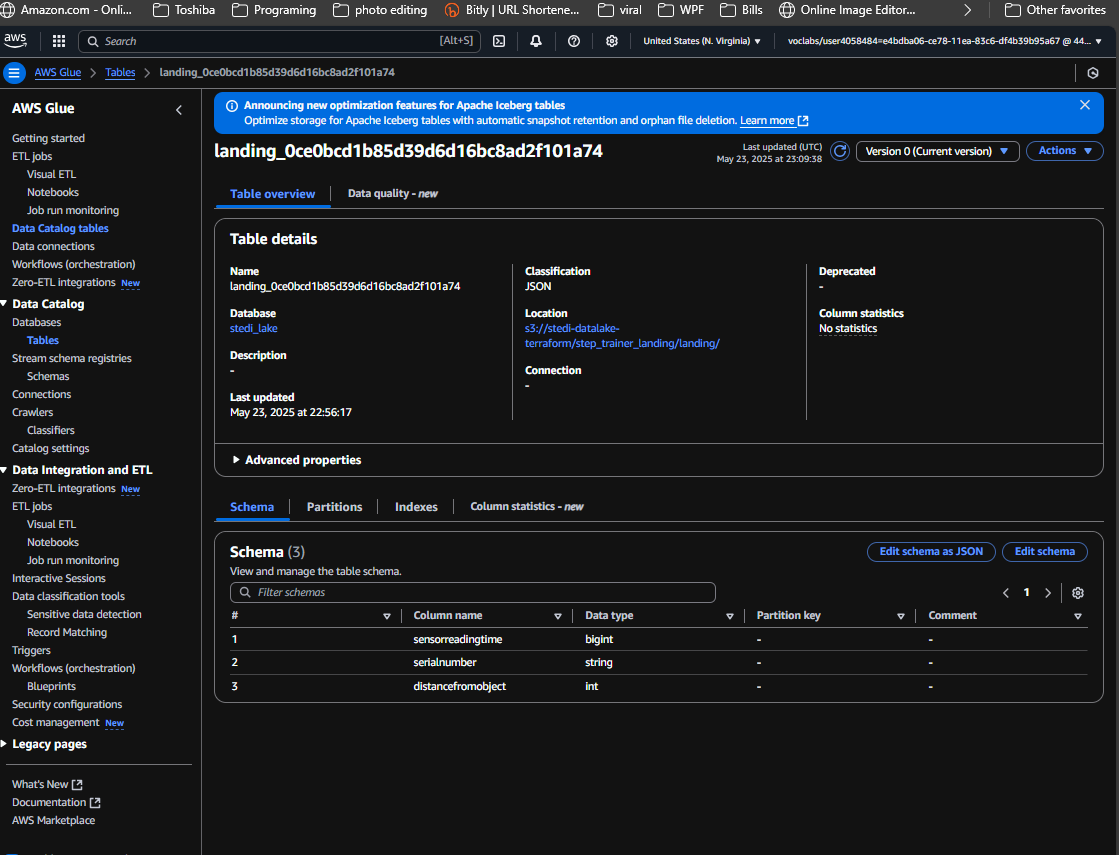 Amazon.com - Onli... Toshiba Programing photo editing Bitly | URL Shortene... viral WPF Bills Online Image Editor... Other favorites
aws Search [Alt+S] United States (N. Virginia) voclabs/user4058484=e4bdba06-ce78-11ea-83c6-df4b39b95a67 @ 44...
AWS Glue Tables landing_0ce0bcd1b85d39d6d16bc8ad2f101a74
AWS Glue
Getting started
ETL jobs
Visual ETL
Notebooks
Job run monitoring
Data Catalog tables
Data connections
Workflows (orchestration)
Zero-ETL integrations New
Data Catalog
Databases
Tables
Stream schema registries
Schemas
Connections
Crawlers
Classifiers
Catalog settings
Data Integration and ETL
Zero-ETL integrations New
ETL jobs
Visual ETL
Notebooks
Job run monitoring
Interactive Sessions
Data classification tools
Sensitive data detection
Record Matching
Triggers
Workflows (orchestration)
Blueprints
Security configurations
Cost management New
Legacy pages
What's New
Documentation
AWS Marketplace
Announcing new optimization features for Apache Iceberg tables
Optimize storage for Apache Iceberg tables with automatic snapshot retention and orphan file deletion. Learn more
landing_0ce0bcd1b85d39d6d16bc8ad2f101a74
Last updated (UTC)
May 23, 2025 at 23:09:38
Version 0 (Current version)
Actions
Table overview Data quality - new
Table details
Name
landing_0ce0bcd1b85d39d6d16bc8ad2f101a74
Database
stedi_lake
Description
-
Last updated
May 23, 2025 at 22:56:17
Classification
JSON
Location
s3://stedi-datalake-
terraform/step_trainer_landing/landing/
Connection
-
Deprecated
-
Column statistics
No statistics
Advanced properties
Schema Partitions Indexes Column statistics - new
Schema (3)
Edit schema as JSON Edit schema
View and manage the table schema.
Filter schemas
1
# Column name Data type Partition key Comment
1 sensorreadingtime bigint - -
2 serialnumber string - -
3 distancefromobject int - -